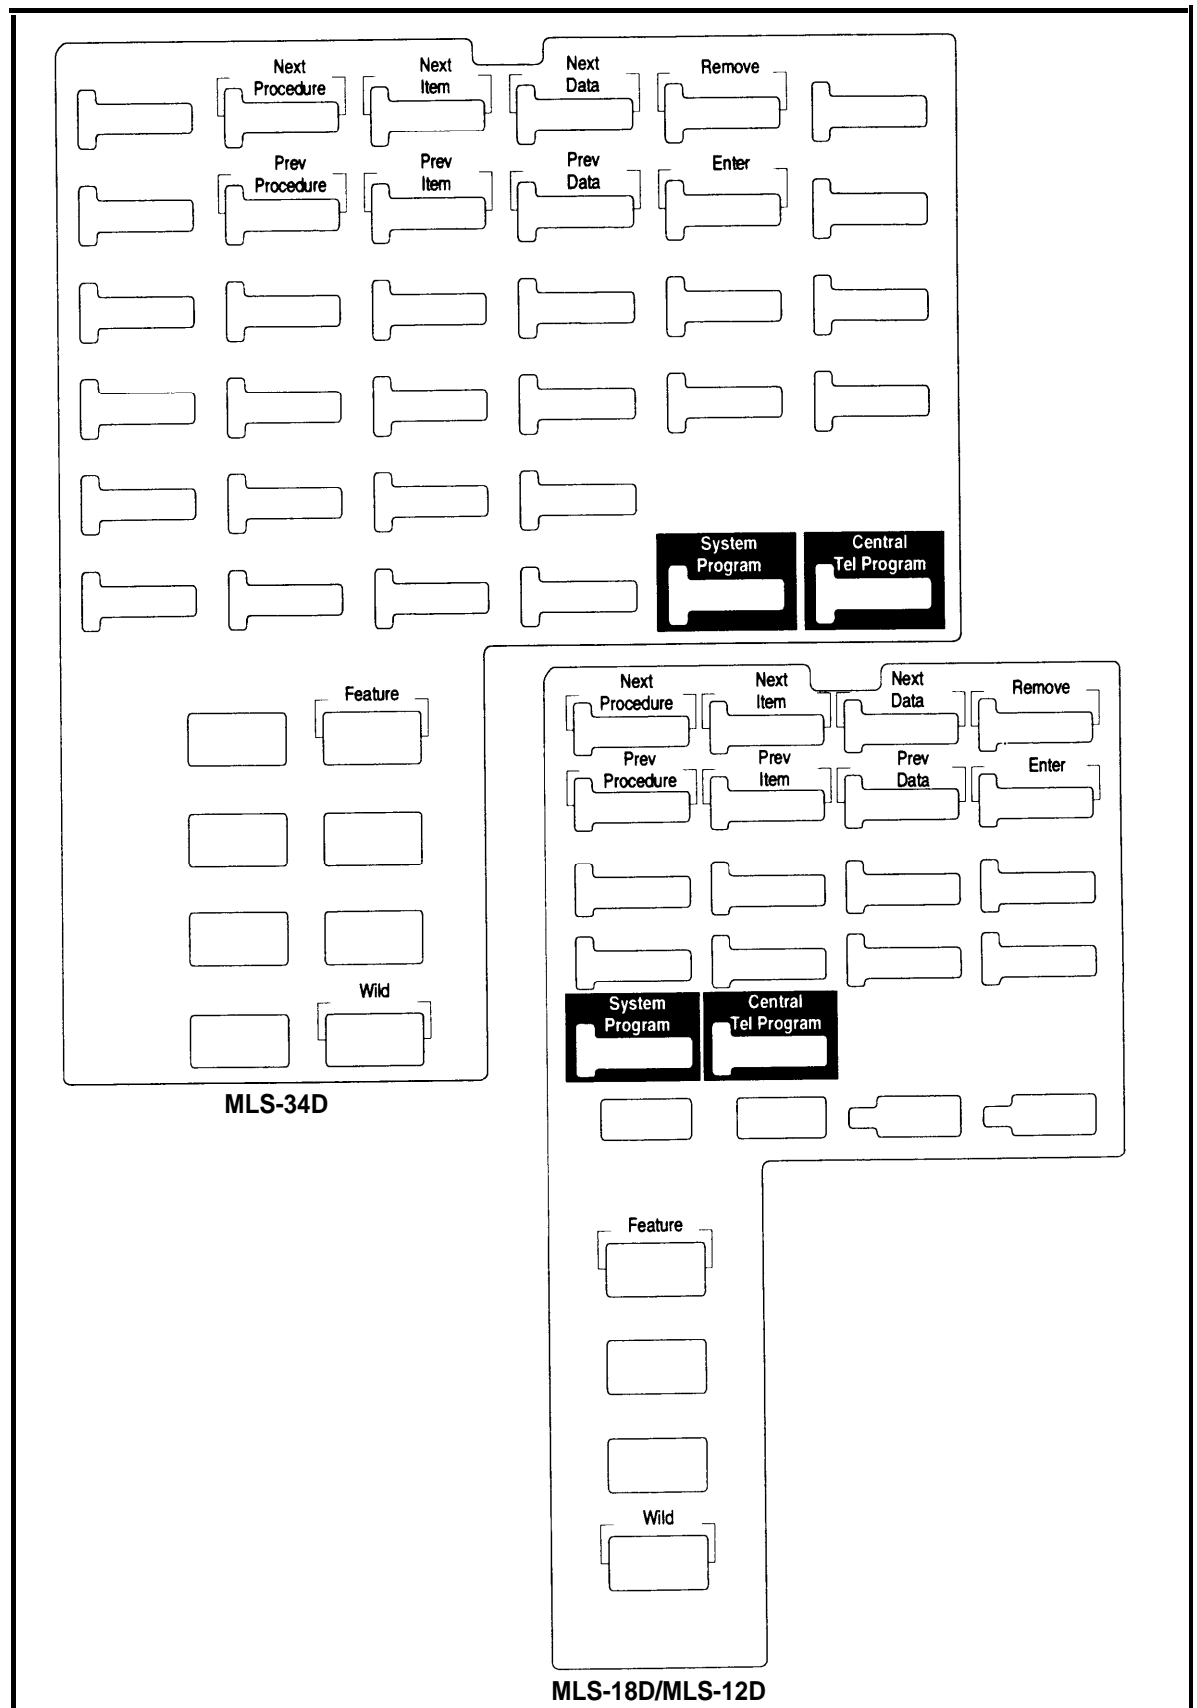 Next Procedure
Next Item
Next Data
Remove
Prev Procedure
Prev Item
Prev Data
Enter
System Program
Central Tel Program
Feature
Wild
MLS-34D
Next Procedure
Next Item
Next Data
Remove
Prev Procedure
Prev Item
Prev Data
Enter
System Program
Central Tel Program
Feature
Wild
MLS-18D/MLS-12D